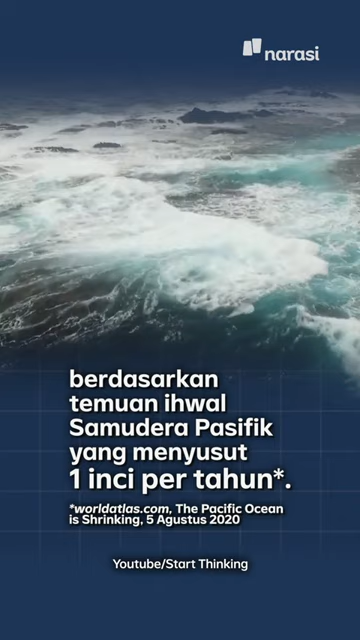 narasi
berdasarkan
temuan ihwal
Samudera Pasifik
yang menyusut
1 inci per tahun*.
*worldatlas.com, The Pacific Ocean
is Shrinking, 5 Agustus 2020
Youtube/Start Thinking